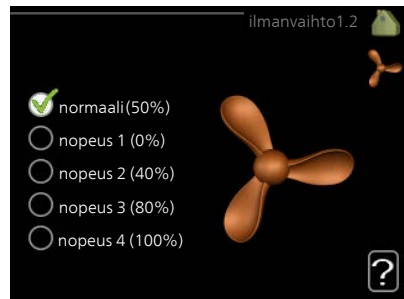 ilmanvaihto1.2
normaali(50%)
nopeus 1 (0%)
nopeus 2 (40%)
nopeus 3 (80%)
nopeus 4 (100%)
?